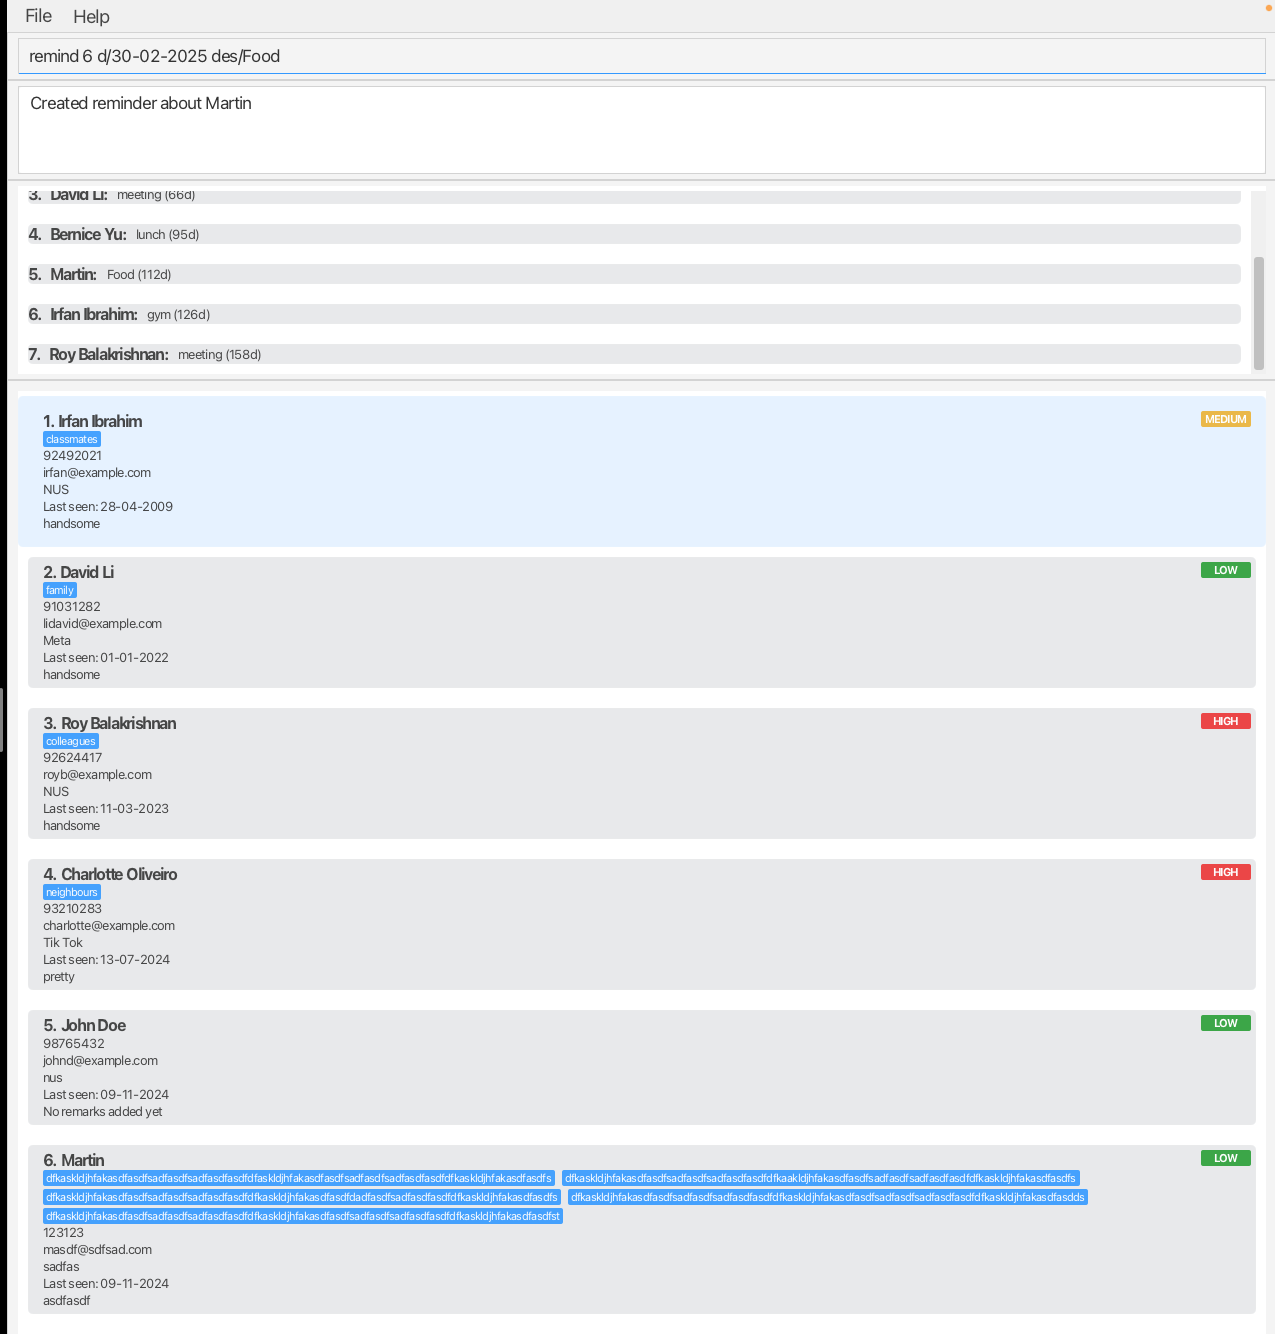 File Help
remind 6 d/30-02-2025 des/Food
Created reminder about Martin
3. David Li: meeting (66d)
4. Bernice Yu: lunch (95d)
5. Martin: Food (112d)
6. Irfan Ibrahim: gym (126d)
7. Roy Balakrishnan: meeting (158d)
1. Irfan Ibrahim MEDIUM
classmates
92492021
irfan@example.com
NUS
Last seen: 28-04-2009
handsome
2. David Li LOW
family
91031282
lidavid@example.com
Meta
Last seen: 01-01-2022
handsome
3. Roy Balakrishnan HIGH
colleagues
92624417
royb@example.com
NUS
Last seen: 11-03-2023
handsome
4. Charlotte Oliveiro HIGH
neighbours
93210283
charlotte@example.com
Tik Tok
Last seen: 13-07-2024
pretty
5. John Doe LOW
98765432
johnd@example.com
nus
Last seen: 09-11-2024
No remarks added yet
6. Martin LOW
dfkaskldjhfakasdfasdfsadfasdfsadfasdfasdfdfaskldjhfakasdfasdfsadfasdfsadfasdfasdfdfkaskldjhfakasdfasdfs dfkaskldjhfakasdfasdfsadfasdfsadfasdfasdfdfkaakldjhfakasdfasdfsadfasdfsadfasdfasdfdfkaskldjhfakasdfasdfs
dfkaskldjhfakasdfasdfsadfasdfsadfasdfasdfdfkaskldjhfakasdfasdfdadfasdfsadfasdfasdfdfkaskldjhfakasdfasdfs dfkaskldjhfakasdfasdfsadfasdfsadfasdfasdfdfkaskldjhfakasdfasdfsadfasdfsadfasdfasdfdfkaskldjhfakasdfasdds
dfkaskldjhfakasdfasdfsadfasdfsadfasdfasdfdfkaskldjhfakasdfasdfsadfasdfsadfasdfasdfdfkaskldjhfakasdfasdfst
123123
masdf@sdfsad.com
sadfas
Last seen: 09-11-2024
asdfasdf